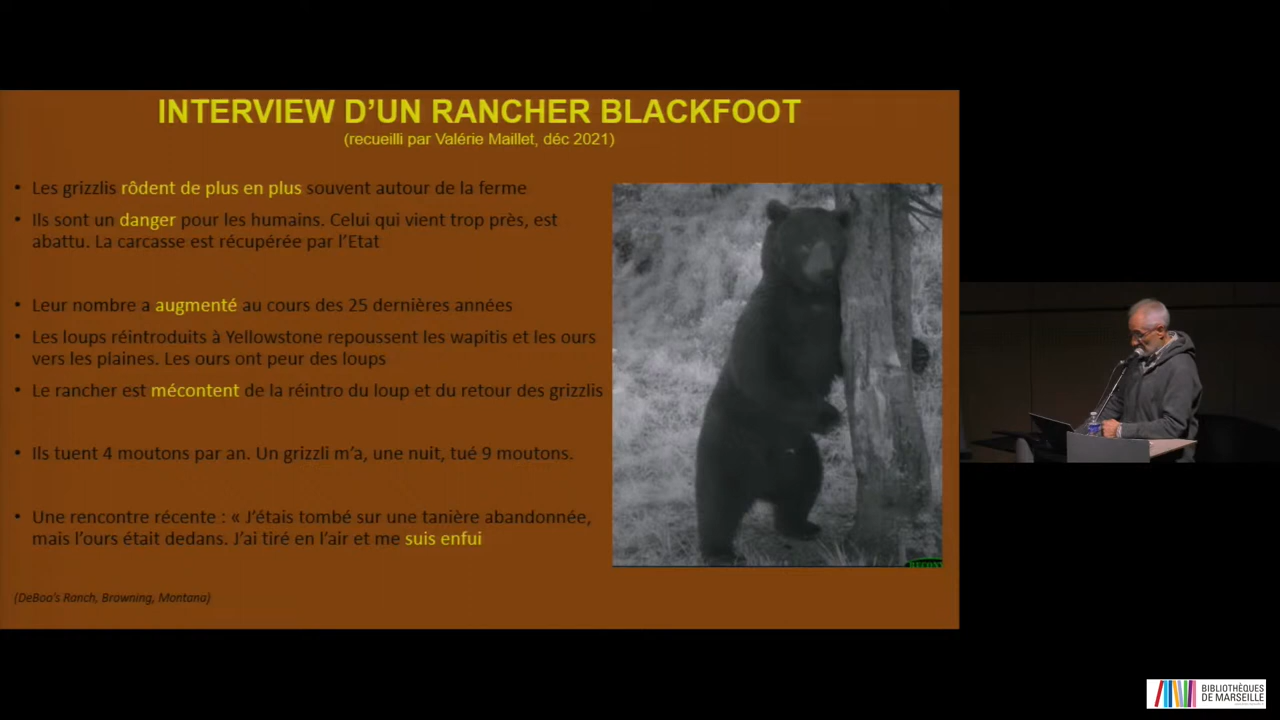 INTERVIEW D’UN RANCHER BLACKFOOT
(recueilli par Valérie Maillet, déc 2021)
• Les grizzlis rôdent de plus en plus souvent autour de la ferme
• Ils sont un danger pour les humains. Celui qui vient trop près, est
abattu. La carcasse est récupérée par l’Etat
• Leur nombre a augmenté au cours des 25 dernières années
• Les loups réintroduits à Yellowstone repoussent les wapitis et les ours
vers les plaines. Les ours ont peur des loups
• Le rancher est mécontent de la réintro du loup et du retour des grizzlis
• Ils tuent 4 moutons par an. Un grizzli m’a, une nuit, tué 9 moutons.
• Une rencontre récente : « J’étais tombé sur une tanière abandonnée,
mais l’ours était dedans. J’ai tiré en l’air et me suis enfui
(DeBoa’s Ranch, Browning, Montana)
BIBLIOTHÈQUES
DE MARSEILLE